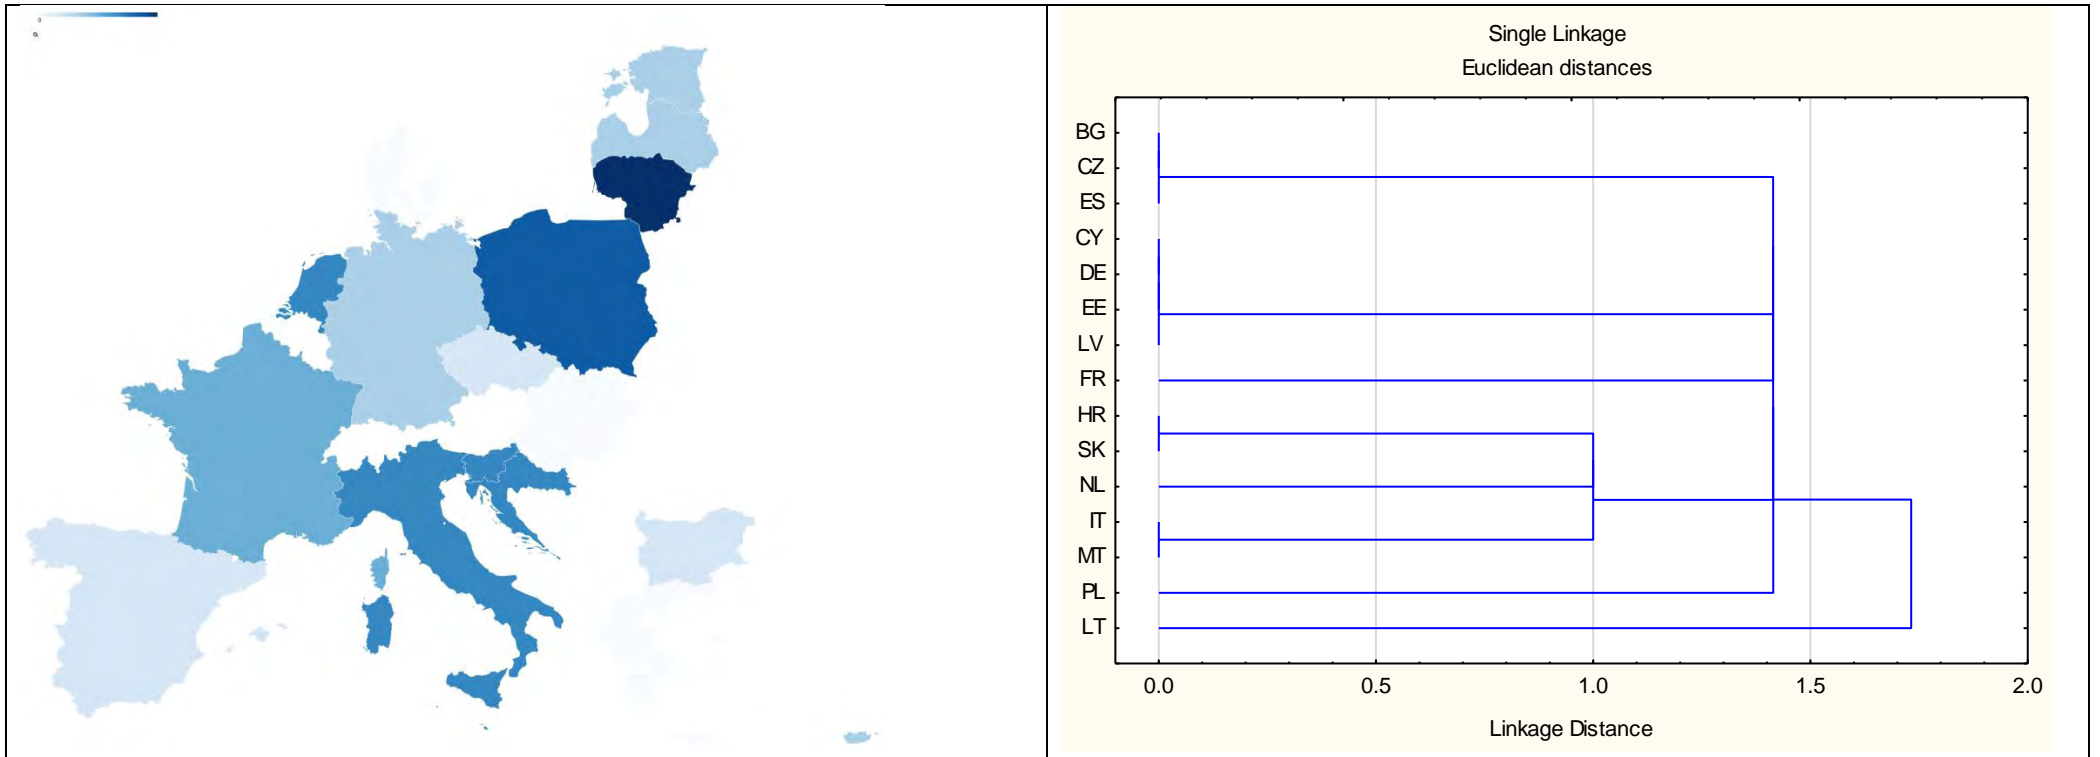 0
Single Linkage
Euclidean distances
BG
CZ
ES
CY
DE
EE
LV
FR
HR
SK
NL
IT
MT
PL
LT
0.0 0.5 1.0 1.5 2.0
Linkage Distance